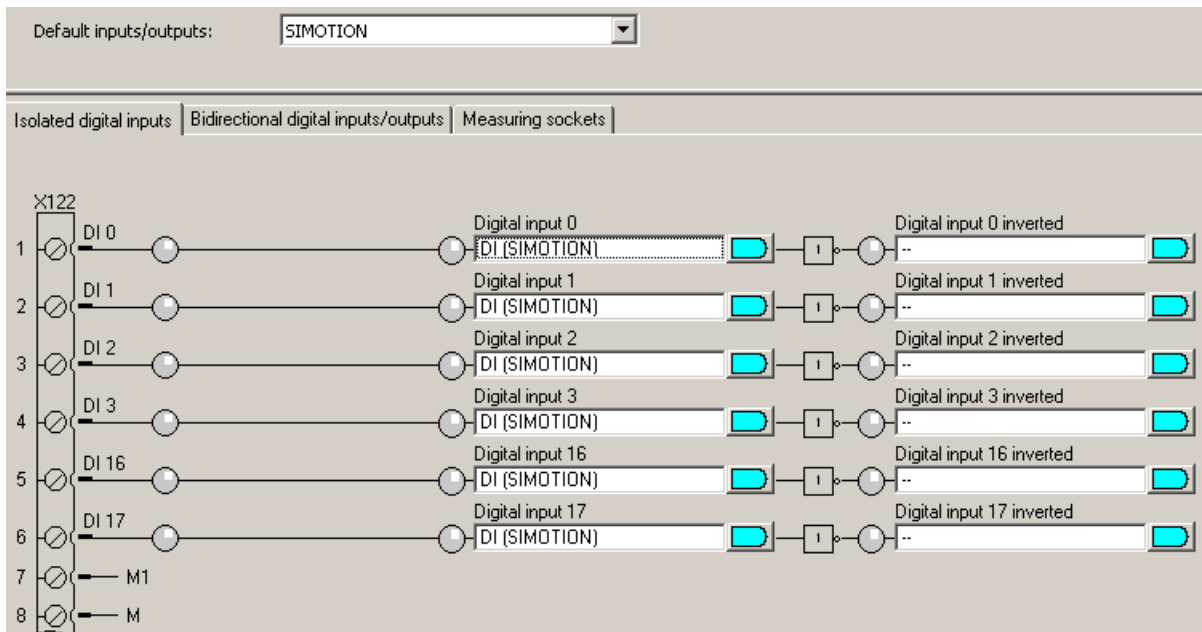 Default inputs/outputs: SIMOTION
Isolated digital inputs Bidirectional digital inputs/outputs Measuring sockets
X122
DI 0 Digital input 0 Digital input 0 inverted
1 DI (SIMOTION) 1 --
DI 1 Digital input 1 Digital input 1 inverted
2 DI (SIMOTION) 1 --
DI 2 Digital input 2 Digital input 2 inverted
3 DI (SIMOTION) 1 --
DI 3 Digital input 3 Digital input 3 inverted
4 DI (SIMOTION) 1 --
DI 16 Digital input 16 Digital input 16 inverted
5 DI (SIMOTION) 1 --
DI 17 Digital input 17 Digital input 17 inverted
6 DI (SIMOTION) 1 --
7 M1
8 M